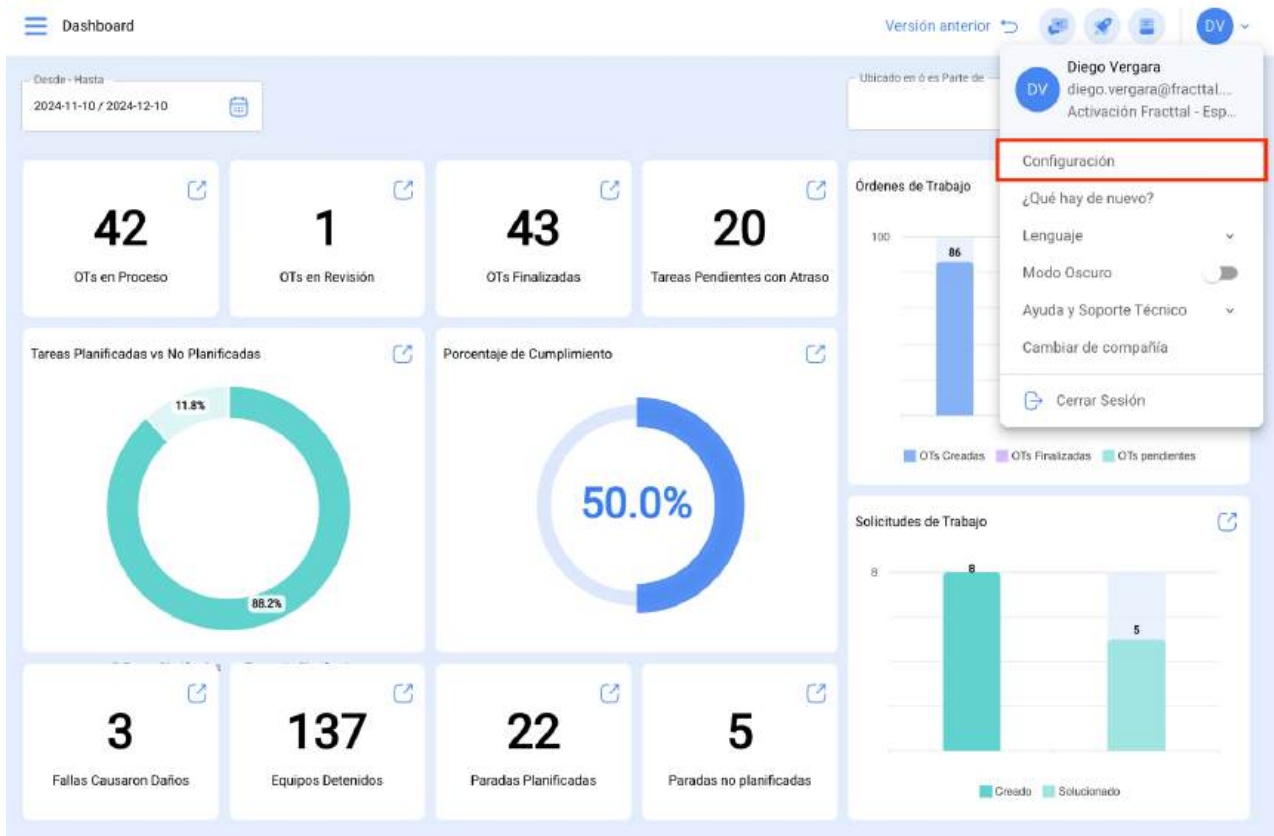 Dashboard
Versión anterior
DV
Desde - Hasta
2024-11-10 / 2024-12-10
Ubicado en ó es Parte de
DV
Diego Vergara
diego.vergara@fracttal....
Activación Fracttal - Esp...
Configuración
¿Qué hay de nuevo?
Lenguaje
Modo Oscuro
Ayuda y Soporte Técnico
Cambiar de compañía
Cerrar Sesión
42
OTs en Proceso
1
OTs en Revisión
43
OTs Finalizadas
20
Tareas Pendientes con Atraso
Órdenes de Trabajo
100
86
OTs Creadas OTs Finalizadas OTs pendientes
Tareas Planificadas vs No Planificadas
11.8%
88.2%
Porcentaje de Cumplimiento
50.0%
Solicitudes de Trabajo
8
8
5
Creado Solucionado
3
Fallas Causaron Daños
137
Equipos Detenidos
22
Paradas Planificadas
5
Paradas no planificadas